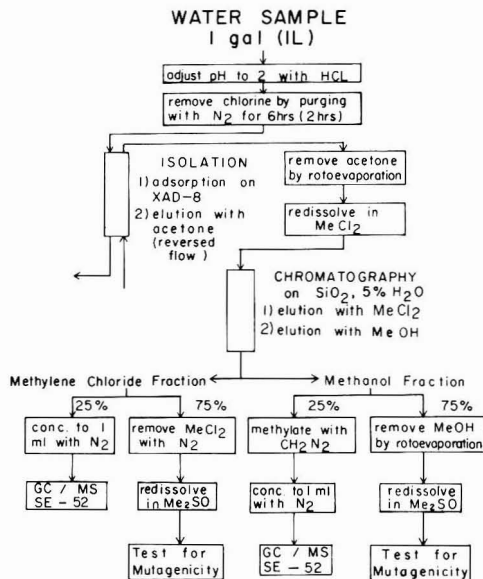 WATER SAMPLE
1 gal (1L)
adjust pH to 2 with HCL
remove chlorine by purging
with N2 for 6hrs (2hrs)
ISOLATION
1) adsorption on
XAD-8
2) elution with
acetone
(reversed
flow)
remove acetone
by rotoevaporation
redissolve in
MeCl2
CHROMATOGRAPHY
on SiO2, 5% H2O
1) elution with MeCl2
2) elution with MeOH
Methylene Chloride Fraction
Methanol Fraction
25%
75%
25%
75%
conc. to 1
ml with N2
remove MeCl2
with N2
methylate with
CH2N2
remove MeOH
by rotoevaporation
GC / MS
SE - 52
redissolve
in Me2SO
conc. to 1 ml
with N2
redissolve
in Me2SO
Test for
Mutagenicity
GC / MS
SE - 52
Test for
Mutagenicity